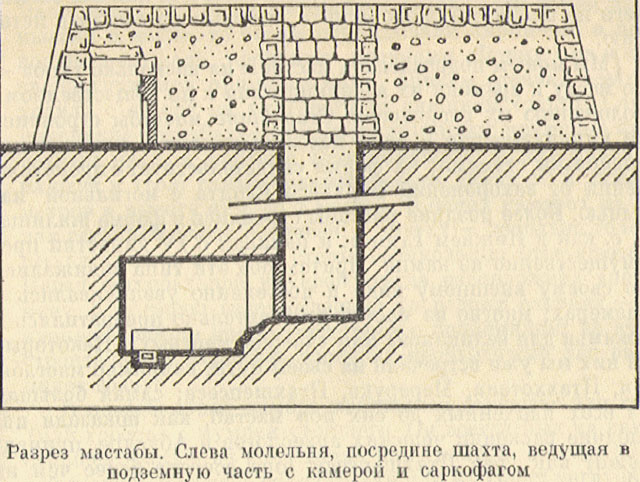 Разрез мастабы. Слева молельня, посредине шахта, ведущая в
подземную часть с камерой и саркофагом